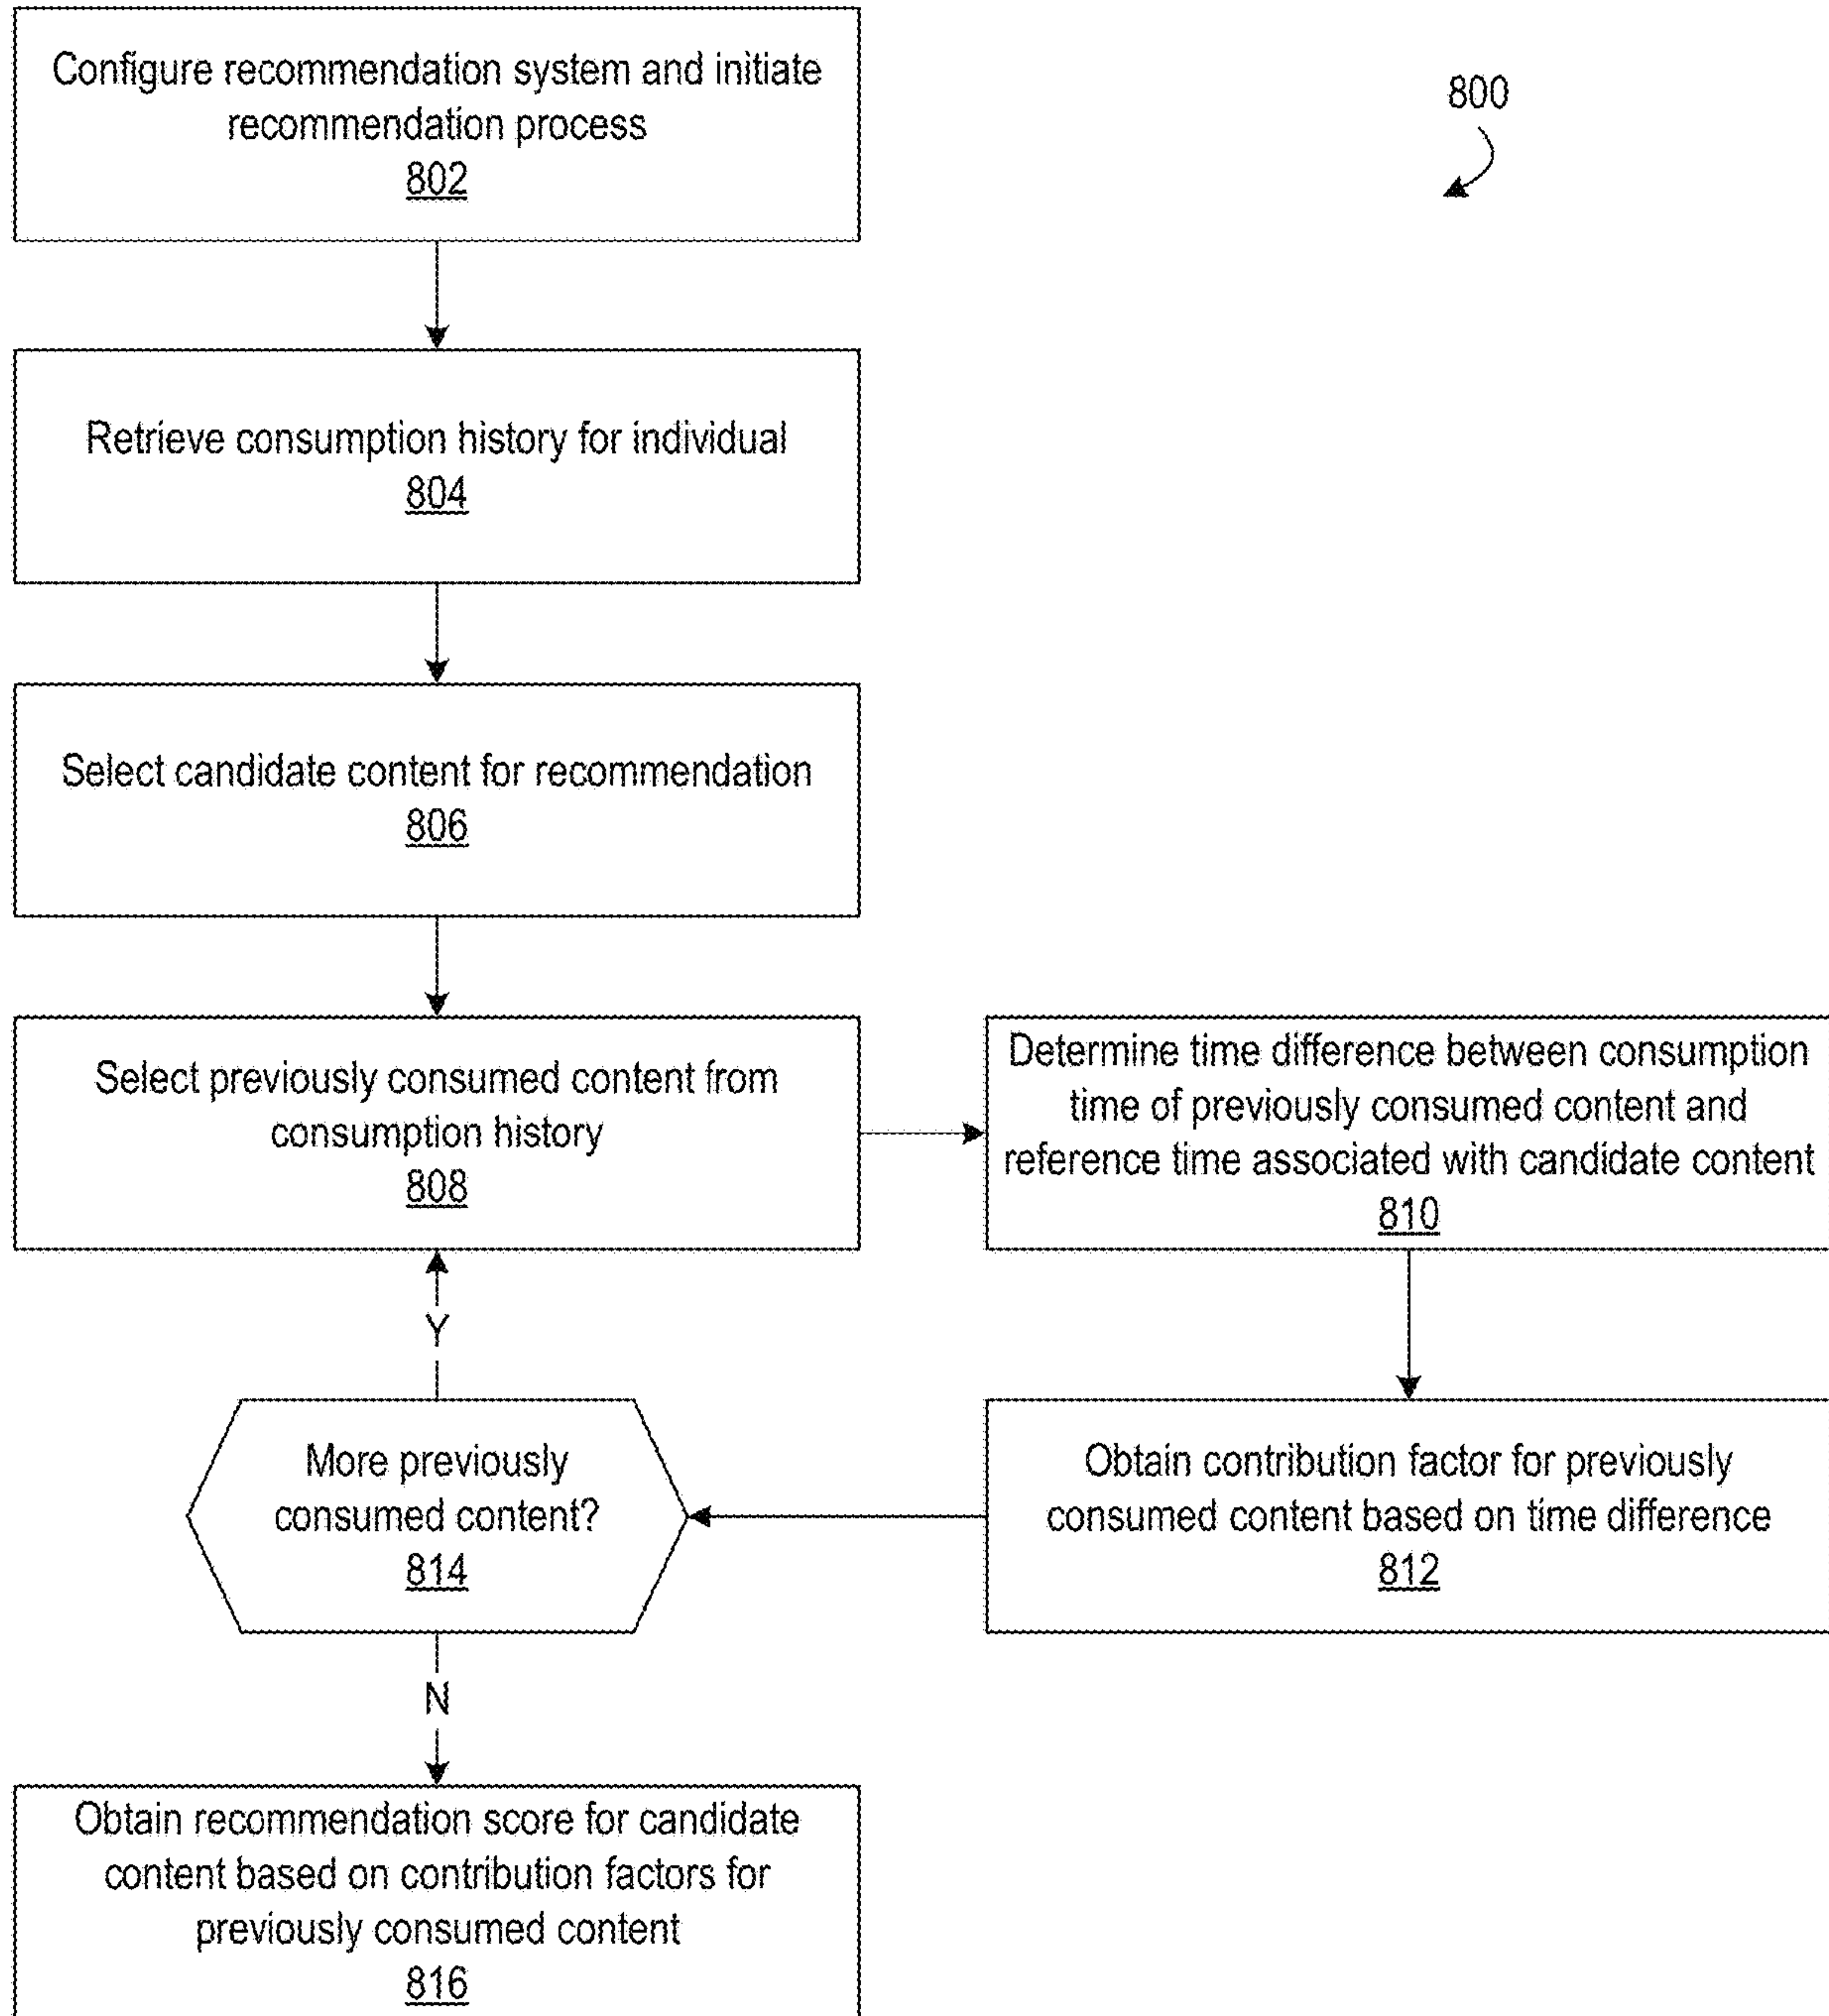 Configure recommendation system and initiate
recommendation process
802
800
Retrieve consumption history for individual
804
Select candidate content for recommendation
806
Select previously consumed content from
consumption history
808
Determine time difference between consumption
time of previously consumed content and
reference time associated with candidate content
810
Y
More previously
consumed content?
814
Obtain contribution factor for previously
consumed content based on time difference
812
N
Obtain recommendation score for candidate
content based on contribution factors for
previously consumed content
816